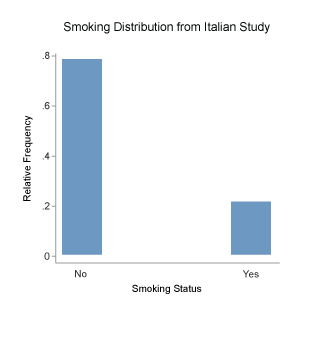 Smoking Distribution from Italian Study
Relative Frequency
.8
.6
.4
.2
0
No
Yes
Smoking Status